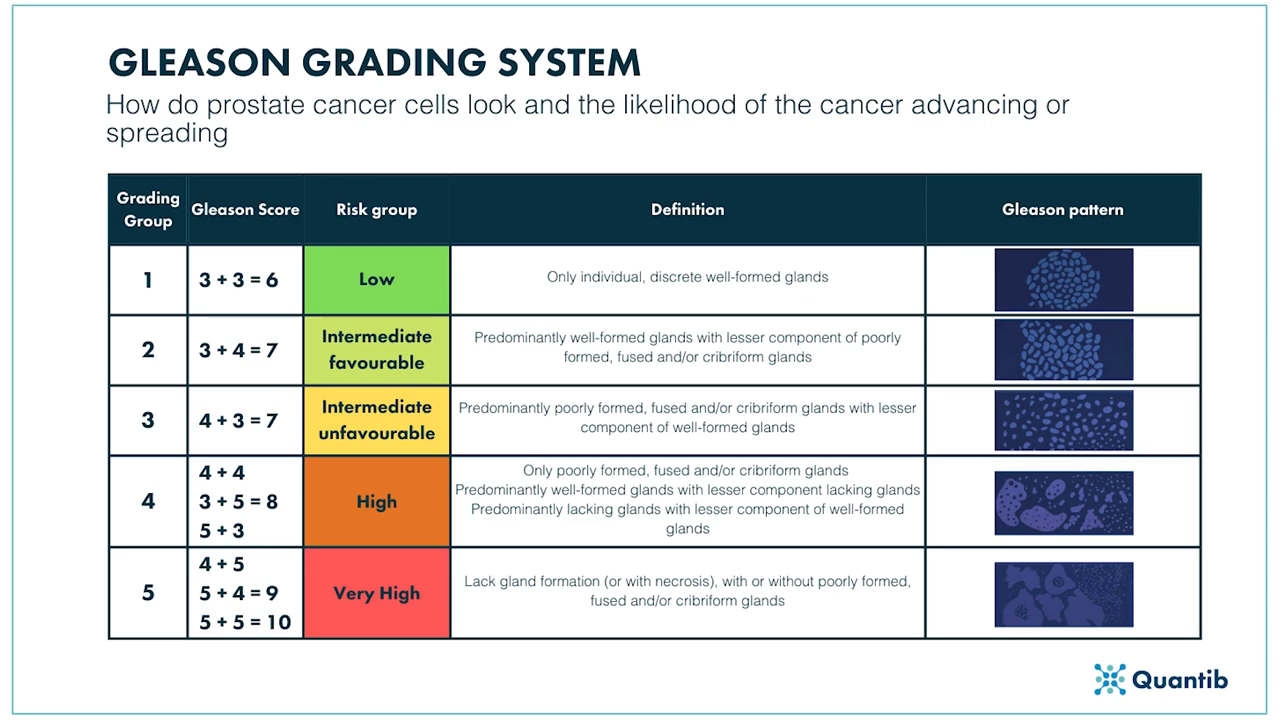 GLEASON GRADING SYSTEM
How do prostate cancer cells look and the likelihood of the cancer advancing or
spreading
Grading
Group
Gleason Score
Risk group
Definition
Gleason pattern
1
3 + 3 = 6
Low
Only individual, discrete well-formed glands
2
3 + 4 = 7
Intermediate
favourable
Predominantly well-formed glands with lesser component of poorly
formed, fused and/or cribriform glands
3
4 + 3 = 7
Intermediate
unfavourable
Predominantly poorly formed, fused and/or cribriform glands with lesser
component of well-formed glands
4
4 + 4
3 + 5 = 8
5 + 3
High
Only poorly formed, fused and/or cribriform glands
Predominantly well-formed glands with lesser component lacking glands
Predominantly lacking glands with lesser component of well-formed
glands
5
4 + 5
5 + 4 = 9
5 + 5 = 10
Very High
Lack gland formation (or with necrosis), with or without poorly formed,
fused and/or cribriform glands
Quantib